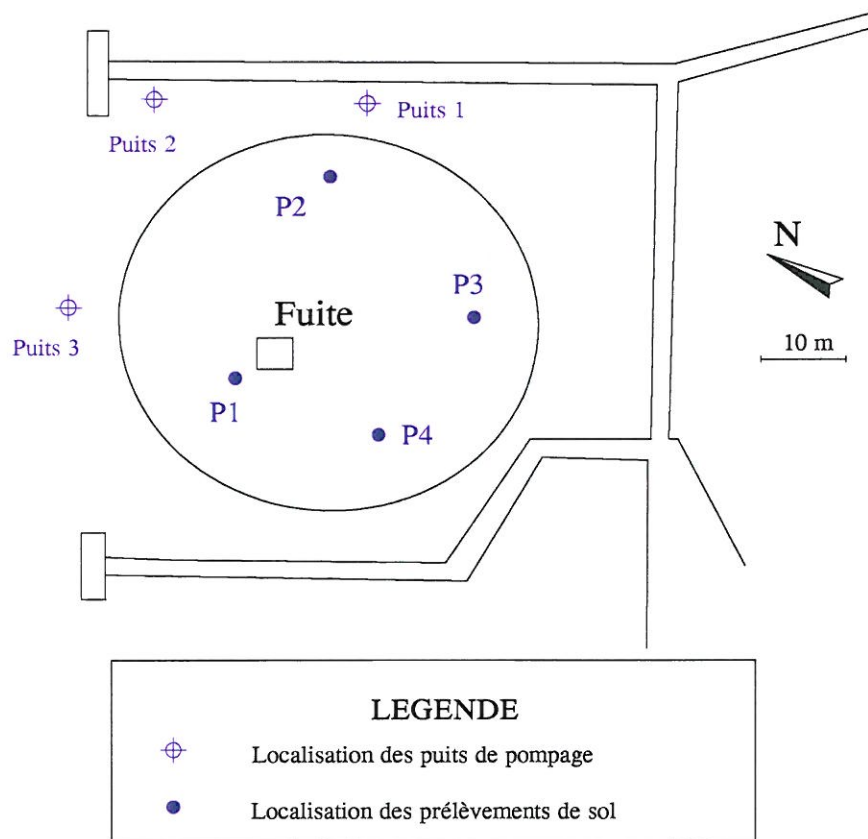 Puits 1
Puits 2
P2
N
P3
Fuite
Puits 3
10 m
P1
P4
LEGENDE
Localisation des puits de pompage
Localisation des prélèvements de sol